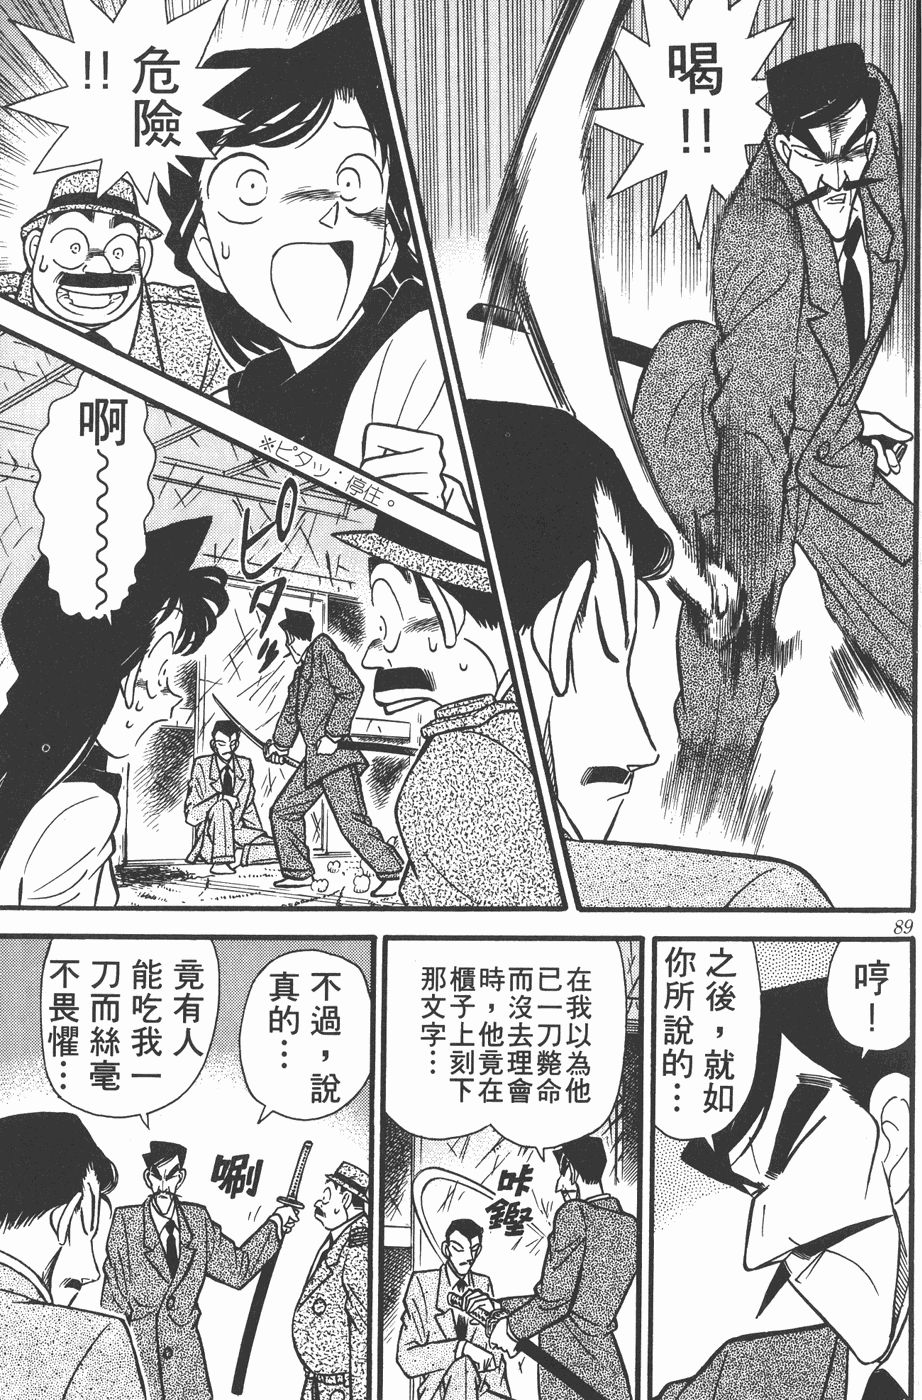 喝!!
危險
!!
※ピタッ：停住。
ピタッ
啊～～～
89
哼！
之後，就如
你所說的…
在我以為他
已一刀斃命
而沒去理會
時，他竟在
櫃子上刻下
那文字…
咔
鏗
不過，說
真的…
唰
竟有人
能吃我一
刀而絲毫
不畏懼…